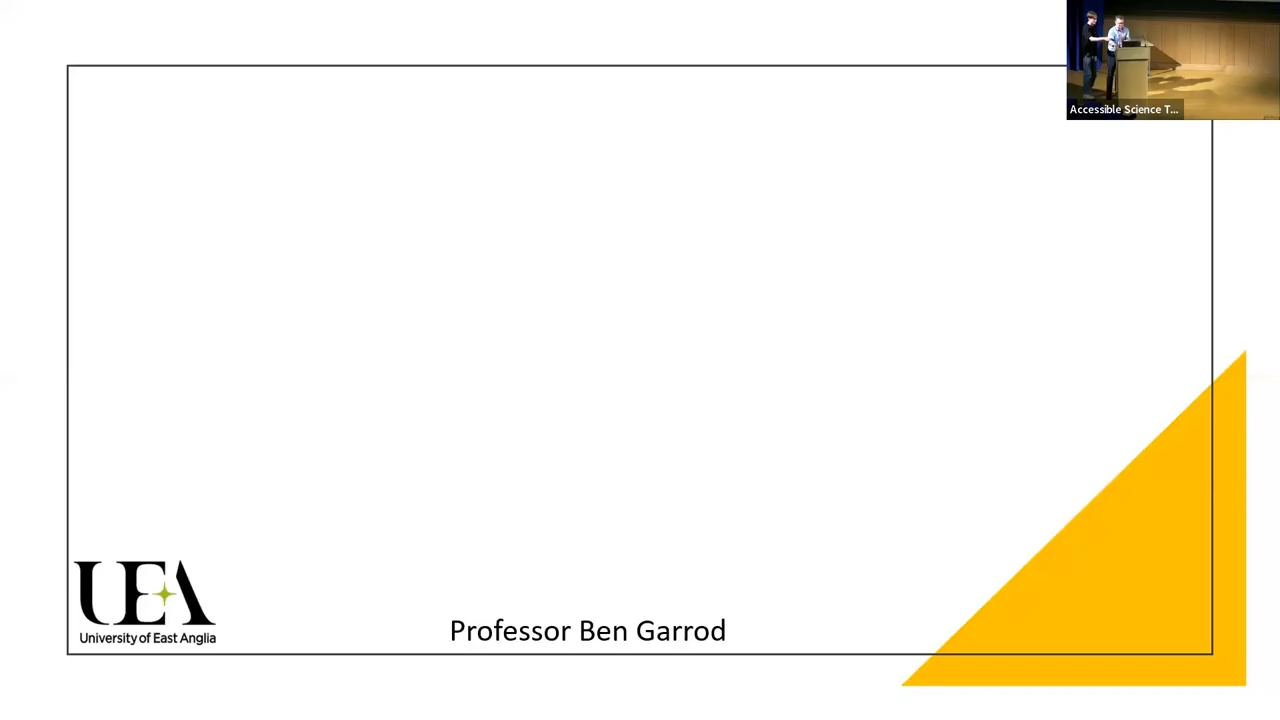 Accessible Science T...
UEA
University of East Anglia
Professor Ben Garrod